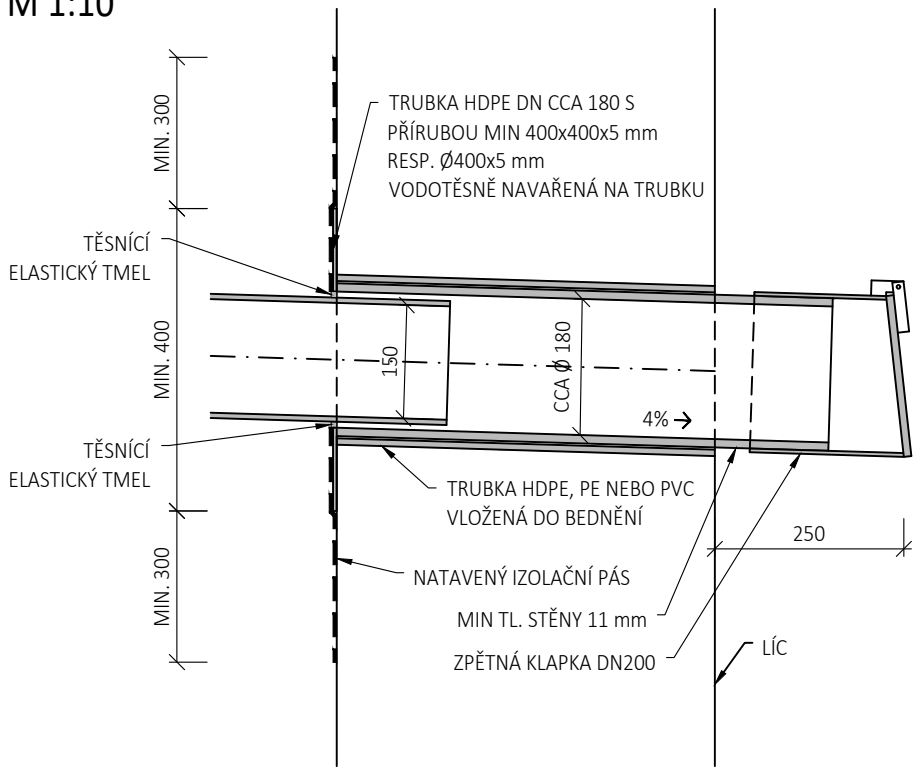 M 1:10
MIN. 300
TRUBKA HDPE DN CCA 180 S
PŘÍRUBOU MIN 400x400x5 mm
RESP. Ø400x5 mm
VODOTĚSNĚ NAVAŘENÁ NA TRUBKU
TĚSNÍCÍ
ELASTICKÝ TMEL
MIN. 400
150
CCA Ø 180
4%
TĚSNÍCÍ
ELASTICKÝ TMEL
TRUBKA HDPE, PE NEBO PVC
VLOŽENÁ DO BEDNĚNÍ
250
MIN. 300
NATAVENÝ IZOLAČNÍ PÁS
MIN TL. STĚNY 11 mm
ZPĚTNÁ KLAPKA DN200
LÍC